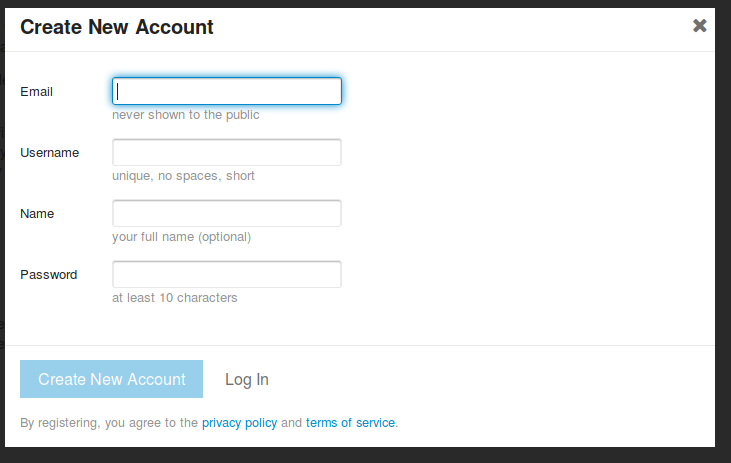 Create New Account
Email
never shown to the public
Username
unique, no spaces, short
Name
your full name (optional)
Password
at least 10 characters
Create New Account Log In
By registering, you agree to the privacy policy and terms of service.